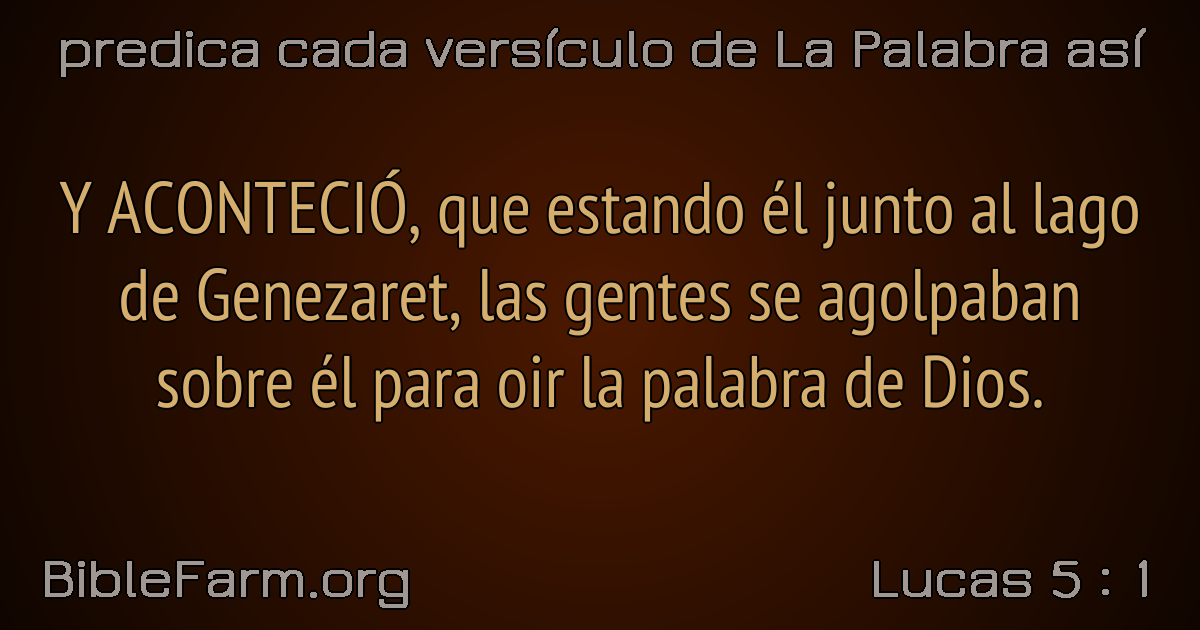 predica cada versículo de La Palabra así
Y ACONTECIÓ, que estando él junto al lago
de Genezaret, las gentes se agolpaban
sobre él para oir la palabra de Dios.
BibleFarm.org
Lucas 5 : 1